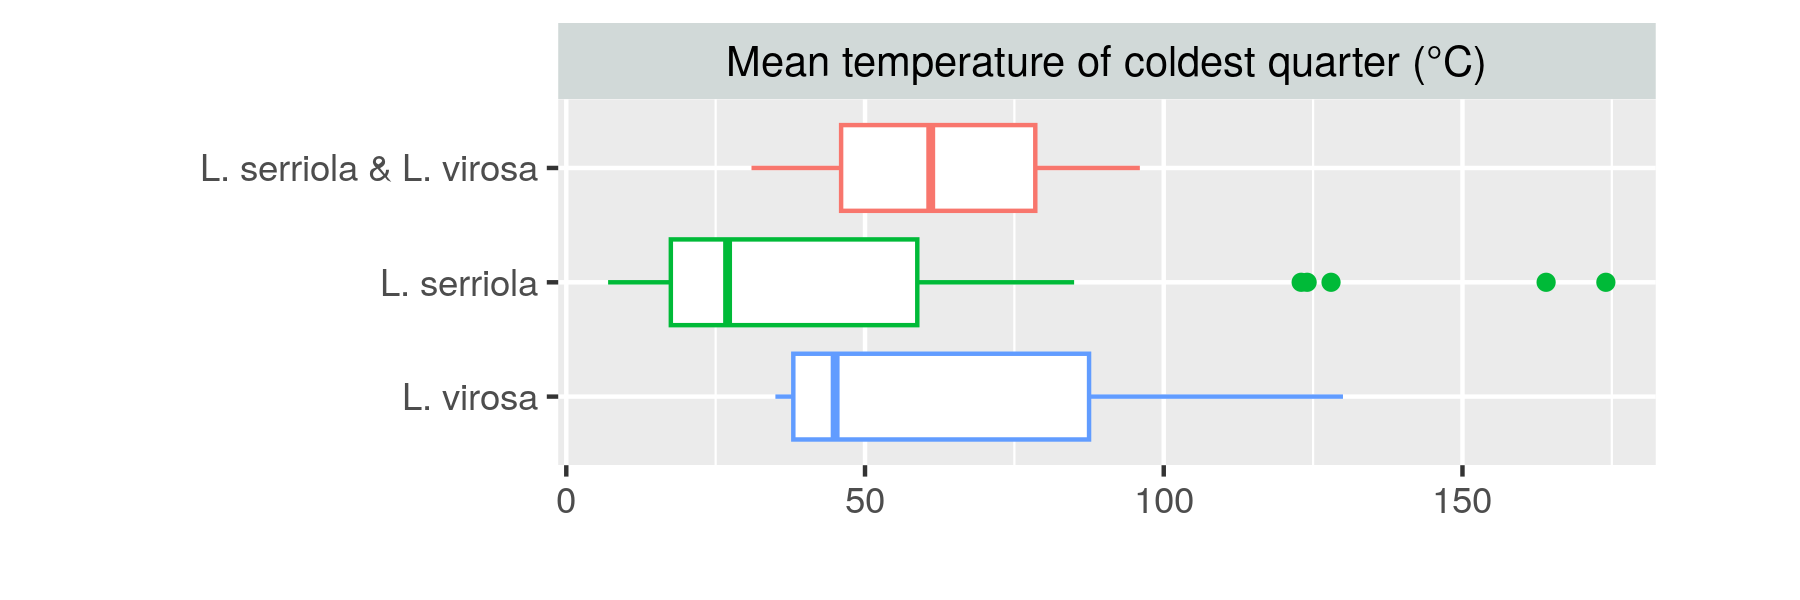 Mean temperature of coldest quarter (°C)
L. serriola & L. virosa
L. serriola
L. virosa
0 50 100 150